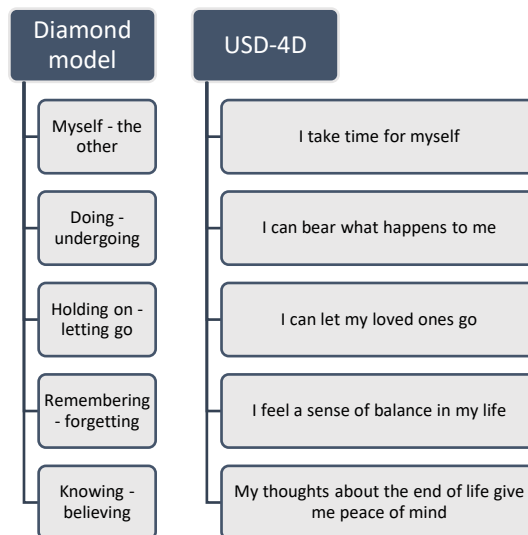 Diamond
model
USD-4D
Myself - the
other
I take time for myself
Doing -
undergoing
I can bear what happens to me
Holding on -
letting go
I can let my loved ones go
Remembering
- forgetting
I feel a sense of balance in my life
Knowing -
believing
My thoughts about the end of life give
me peace of mind